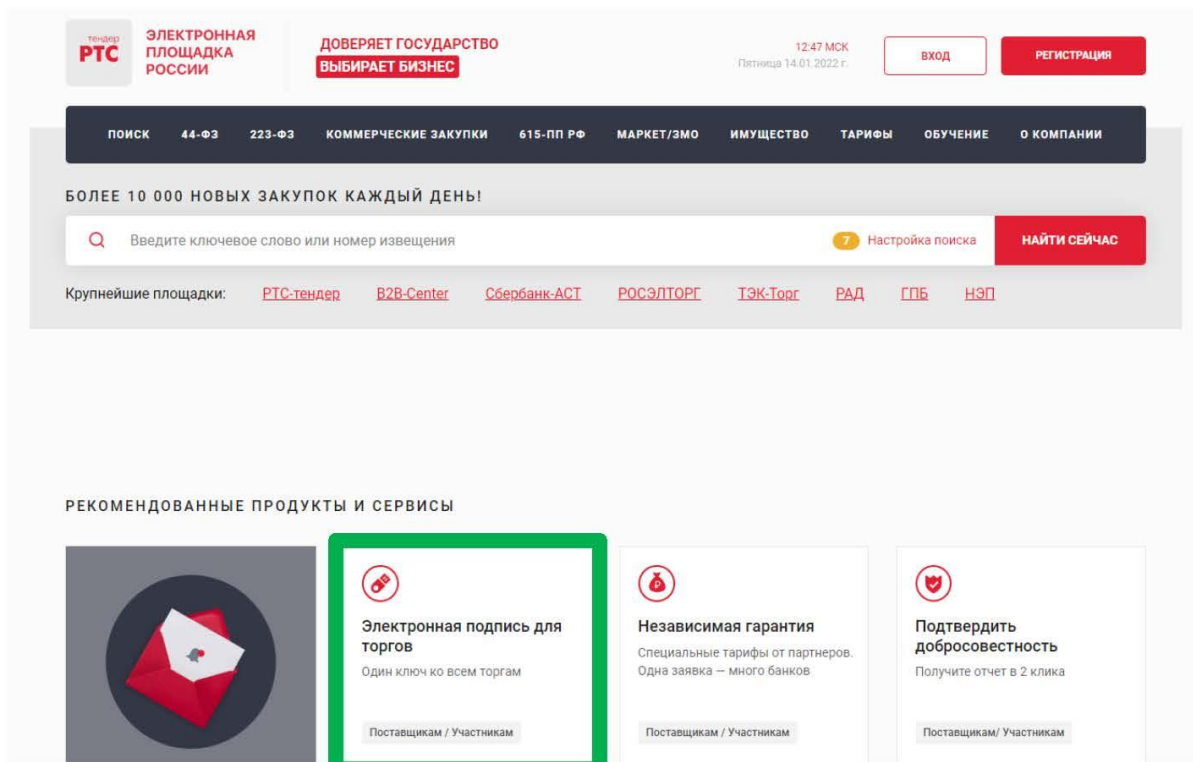 тендер
РТС
ЭЛЕКТРОННАЯ
ПЛОЩАДКА
РОССИИ
ДОВЕРЯЕТ ГОСУДАРСТВО
ВЫБИРАЕТ БИЗНЕС
12:47 МСК
Пятница 14.01.2022 г.
ВХОД
РЕГИСТРАЦИЯ
ПОИСК 44-ФЗ 223-ФЗ КОММЕРЧЕСКИЕ ЗАКУПКИ 615-ПП РФ МАРКЕТ/ЗМО ИМУЩЕСТВО ТАРИФЫ ОБУЧЕНИЕ О КОМПАНИИ
БОЛЕЕ 10 000 НОВЫХ ЗАКУПОК КАЖДЫЙ ДЕНЬ!
Введите ключевое слово или номер извещения 7 Настройка поиска НАЙТИ СЕЙЧАС
Крупнейшие площадки: РТС-тендер B2B-Center Сбербанк-АСТ РОСЭЛТОРГ ТЭК-Торг РАД ГПБ НЭП
РЕКОМЕНДОВАННЫЕ ПРОДУКТЫ И СЕРВИСЫ
Электронная подпись для
торгов
Один ключ ко всем торгам
Поставщикам / Участникам
Независимая гарантия
Специальные тарифы от партнеров.
Одна заявка — много банков
Поставщикам / Участникам
Подтвердить
добросовестность
Получите отчет в 2 клика
Поставщикам/ Участникам